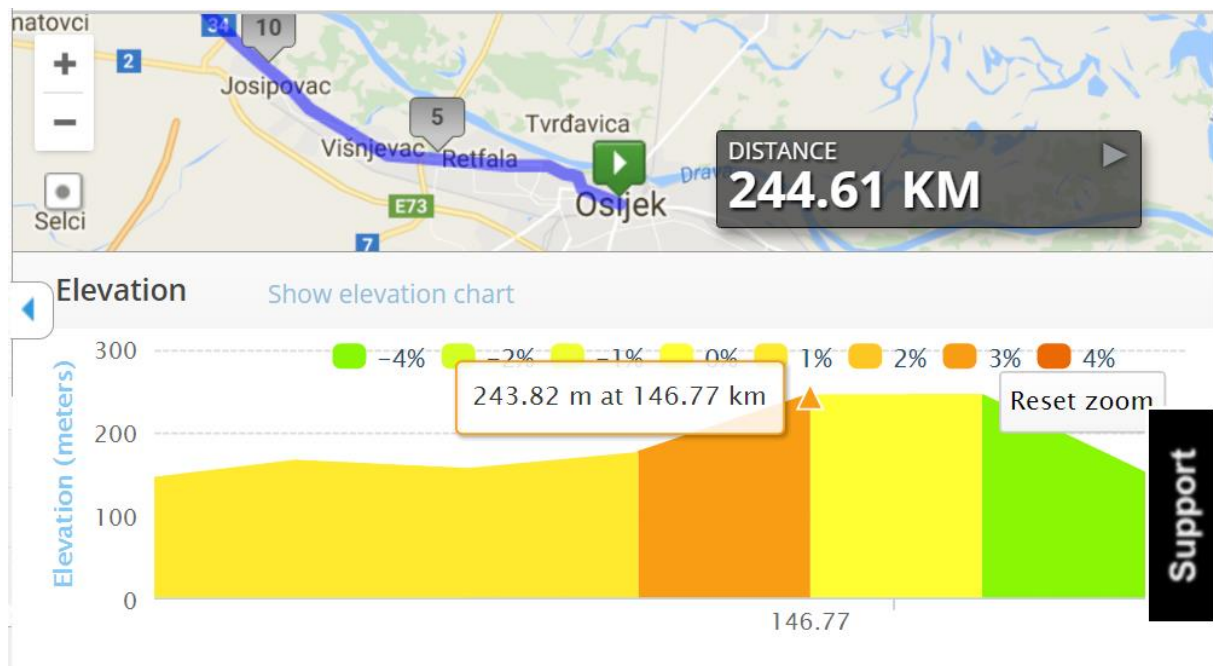 natovci
34
10
2
Josipovac
5
Tvrđavica
Višnjevac
Retfala
DISTANCE
Drava
244.61 KM
Osijek
E73
Selci
7
Elevation
Show elevation chart
300
-4%
-2%
-1%
0%
1%
2%
3%
4%
243.82 m at 146.77 km
Reset zoom
200
100
0
Elevation (meters)
146.77
Support